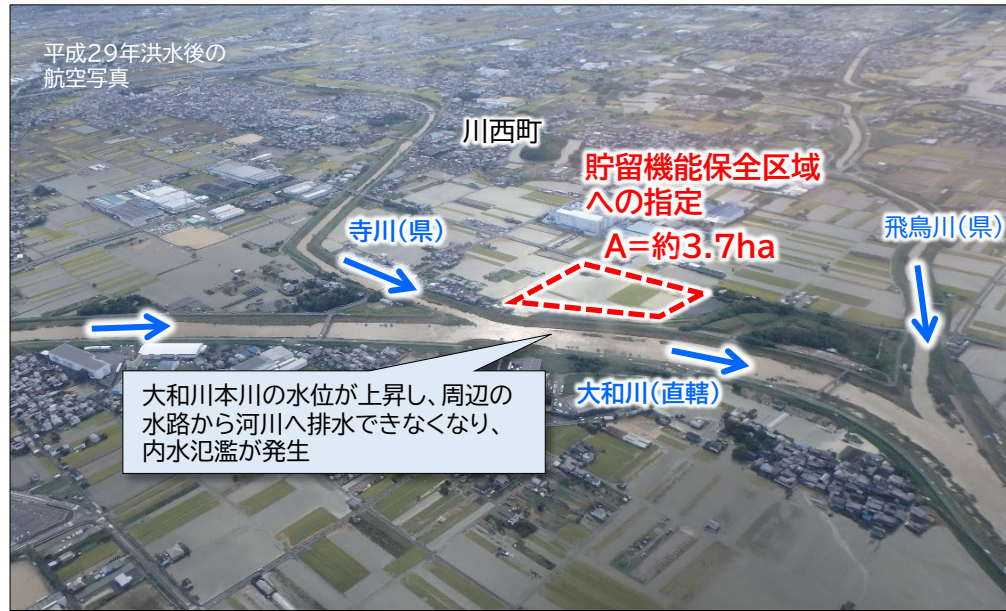 平成29年洪水後の
航空写真
川西町
貯留機能保全区域
への指定
A=約3.7ha
寺川(県)
飛鳥川(県)
大和川(直轄)
大和川本川の水位が上昇し、周辺の
水路から河川へ排水できなくなり、
内水氾濫が発生